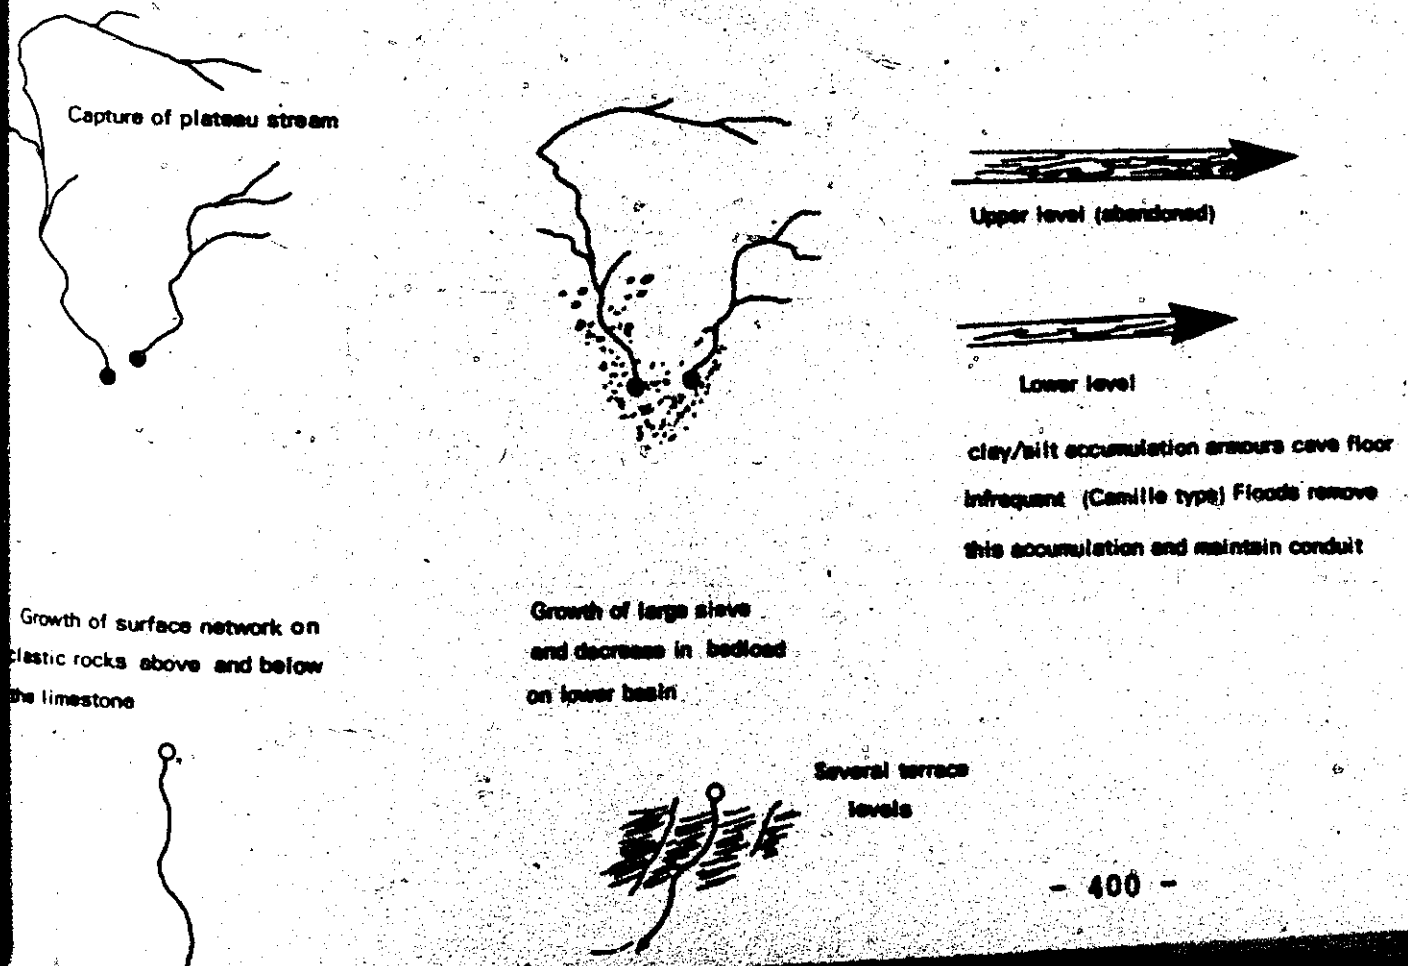 Capture of plateau stream
Upper level (abandoned)
Lower level
clay/silt accumulation armours cave floor
Infrequent (Camille type) Floods remove
this accumulation and maintain conduit
Growth of surface network on
clastic rocks above and below
the limestone
Growth of large sieve
and decrease in bedload
on lower basin
Several terrace
levels
- 400 -